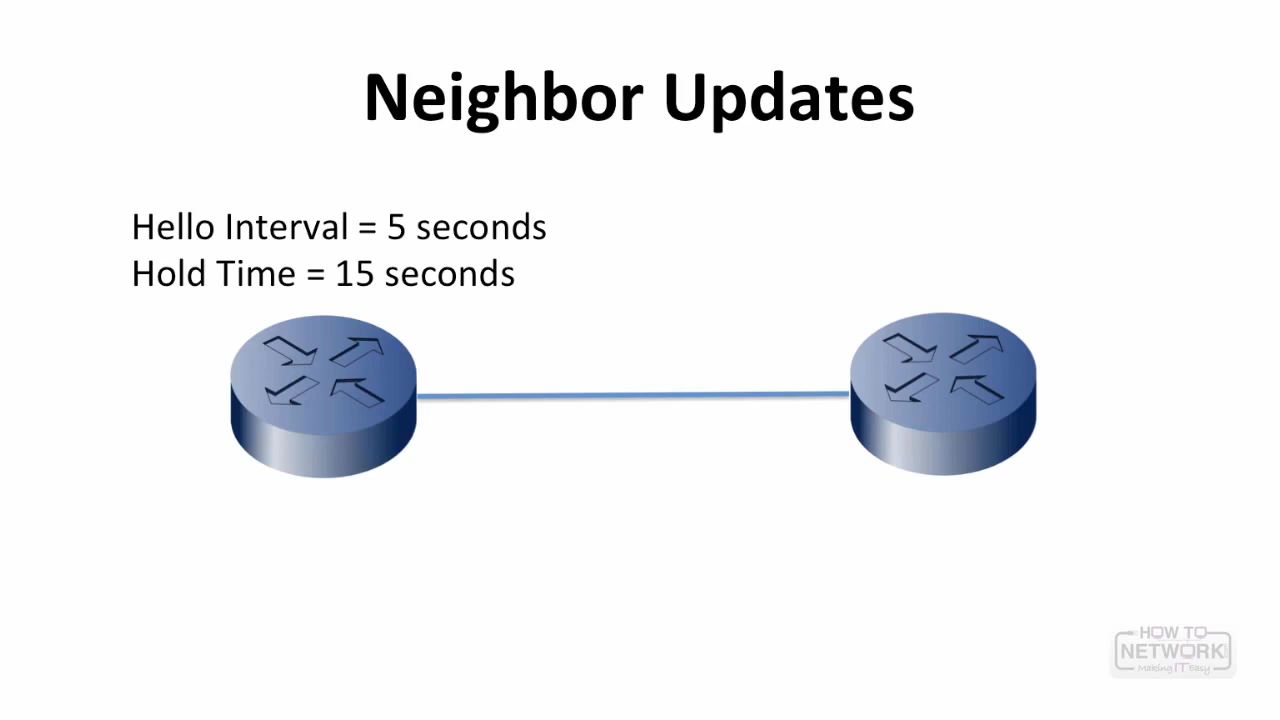 Neighbor Updates
Hello Interval = 5 seconds
Hold Time = 15 seconds
HOW TO
NETWORK
Making IT Easy